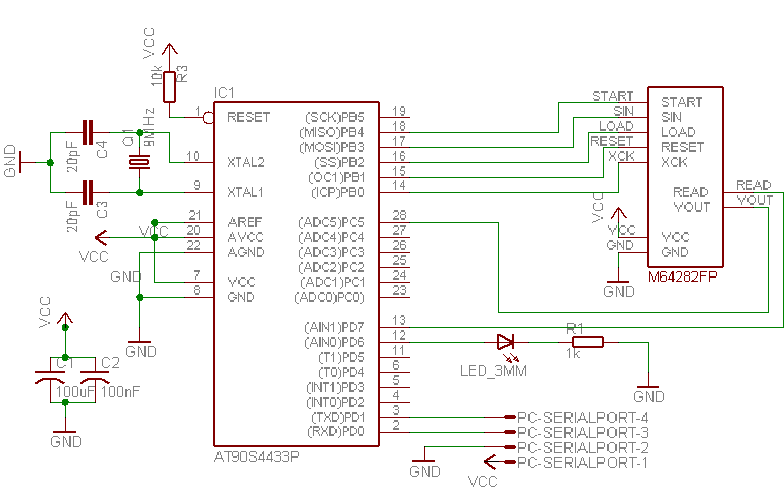 VCC
10k
R3
IC1
1
RESET
(SCK)PB5
19
(MISO)PB4
18
(MOSI)PB3
17
(SS)PB2
16
(OC1)PB1
15
(ICP)PB0
14
GND
20pF
C4
Q1
8MHz
10
XTAL2
20pF
C3
9
XTAL1
21
AREF
20
AVCC
22
AGND
VCC
VCC
GND
7
VCC
8
GND
GND
(ADC5)PC5
28
(ADC4)PC4
27
(ADC3)PC3
26
(ADC2)PC2
25
(ADC1)PC1
24
(ADC0)PC0)
23
(AIN1)PD7
13
(AIN0)PD6
12
(T1)PD5
11
(T0)PD4
6
(INT1)PD3
5
(INT0)PD2
4
(TXD)PD1
3
(RXD)PD0
2
AT90S4433P
VCC
C1
100uF
C2
100nF
GND
START
START
SIN
SIN
LOAD
LOAD
RESET
RESET
XCK
XCK
READ
READ
VOUT
VOUT
VCC
VCC
VCC
GND
GND
GND
M64282FP
LED_3MM
R1
1k
GND
PC-SERIALPORT-4
PC-SERIALPORT-3
PC-SERIALPORT-2
PC-SERIALPORT-1
GND
VCC